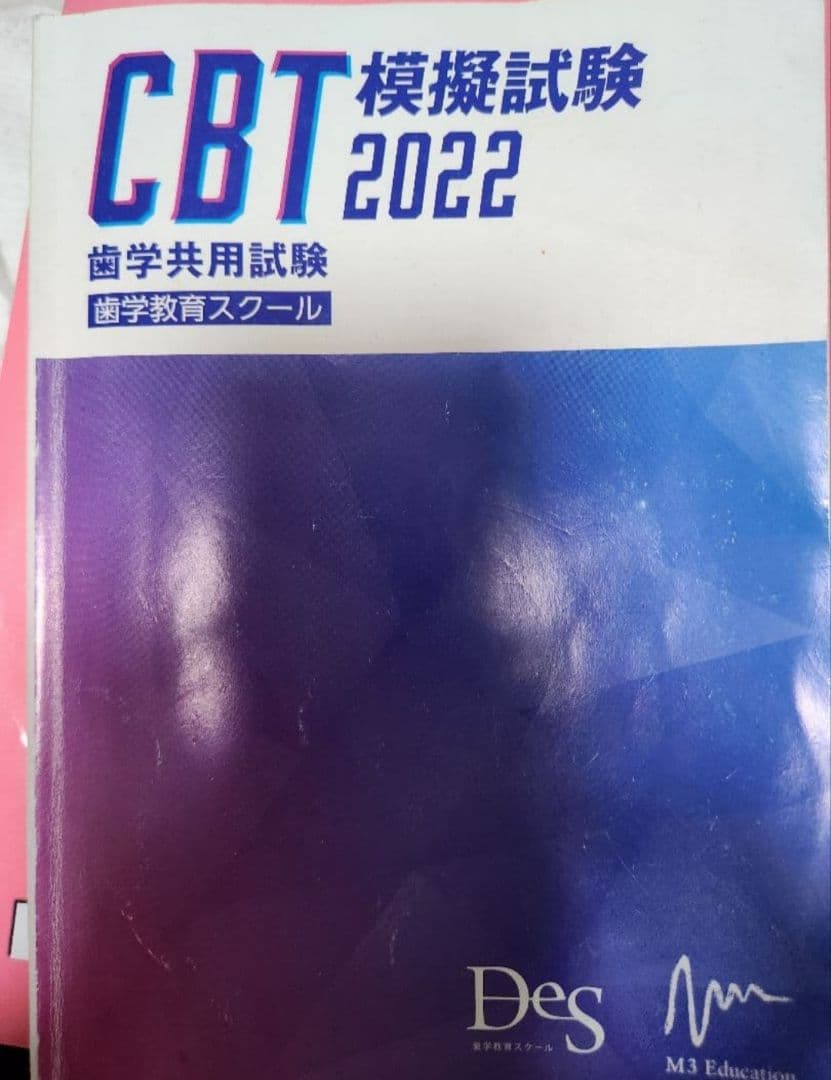 CBT 模擬試験
2022
歯学共用試験
歯学教育スクール
DeS
歯学教育スクール
M3 Education